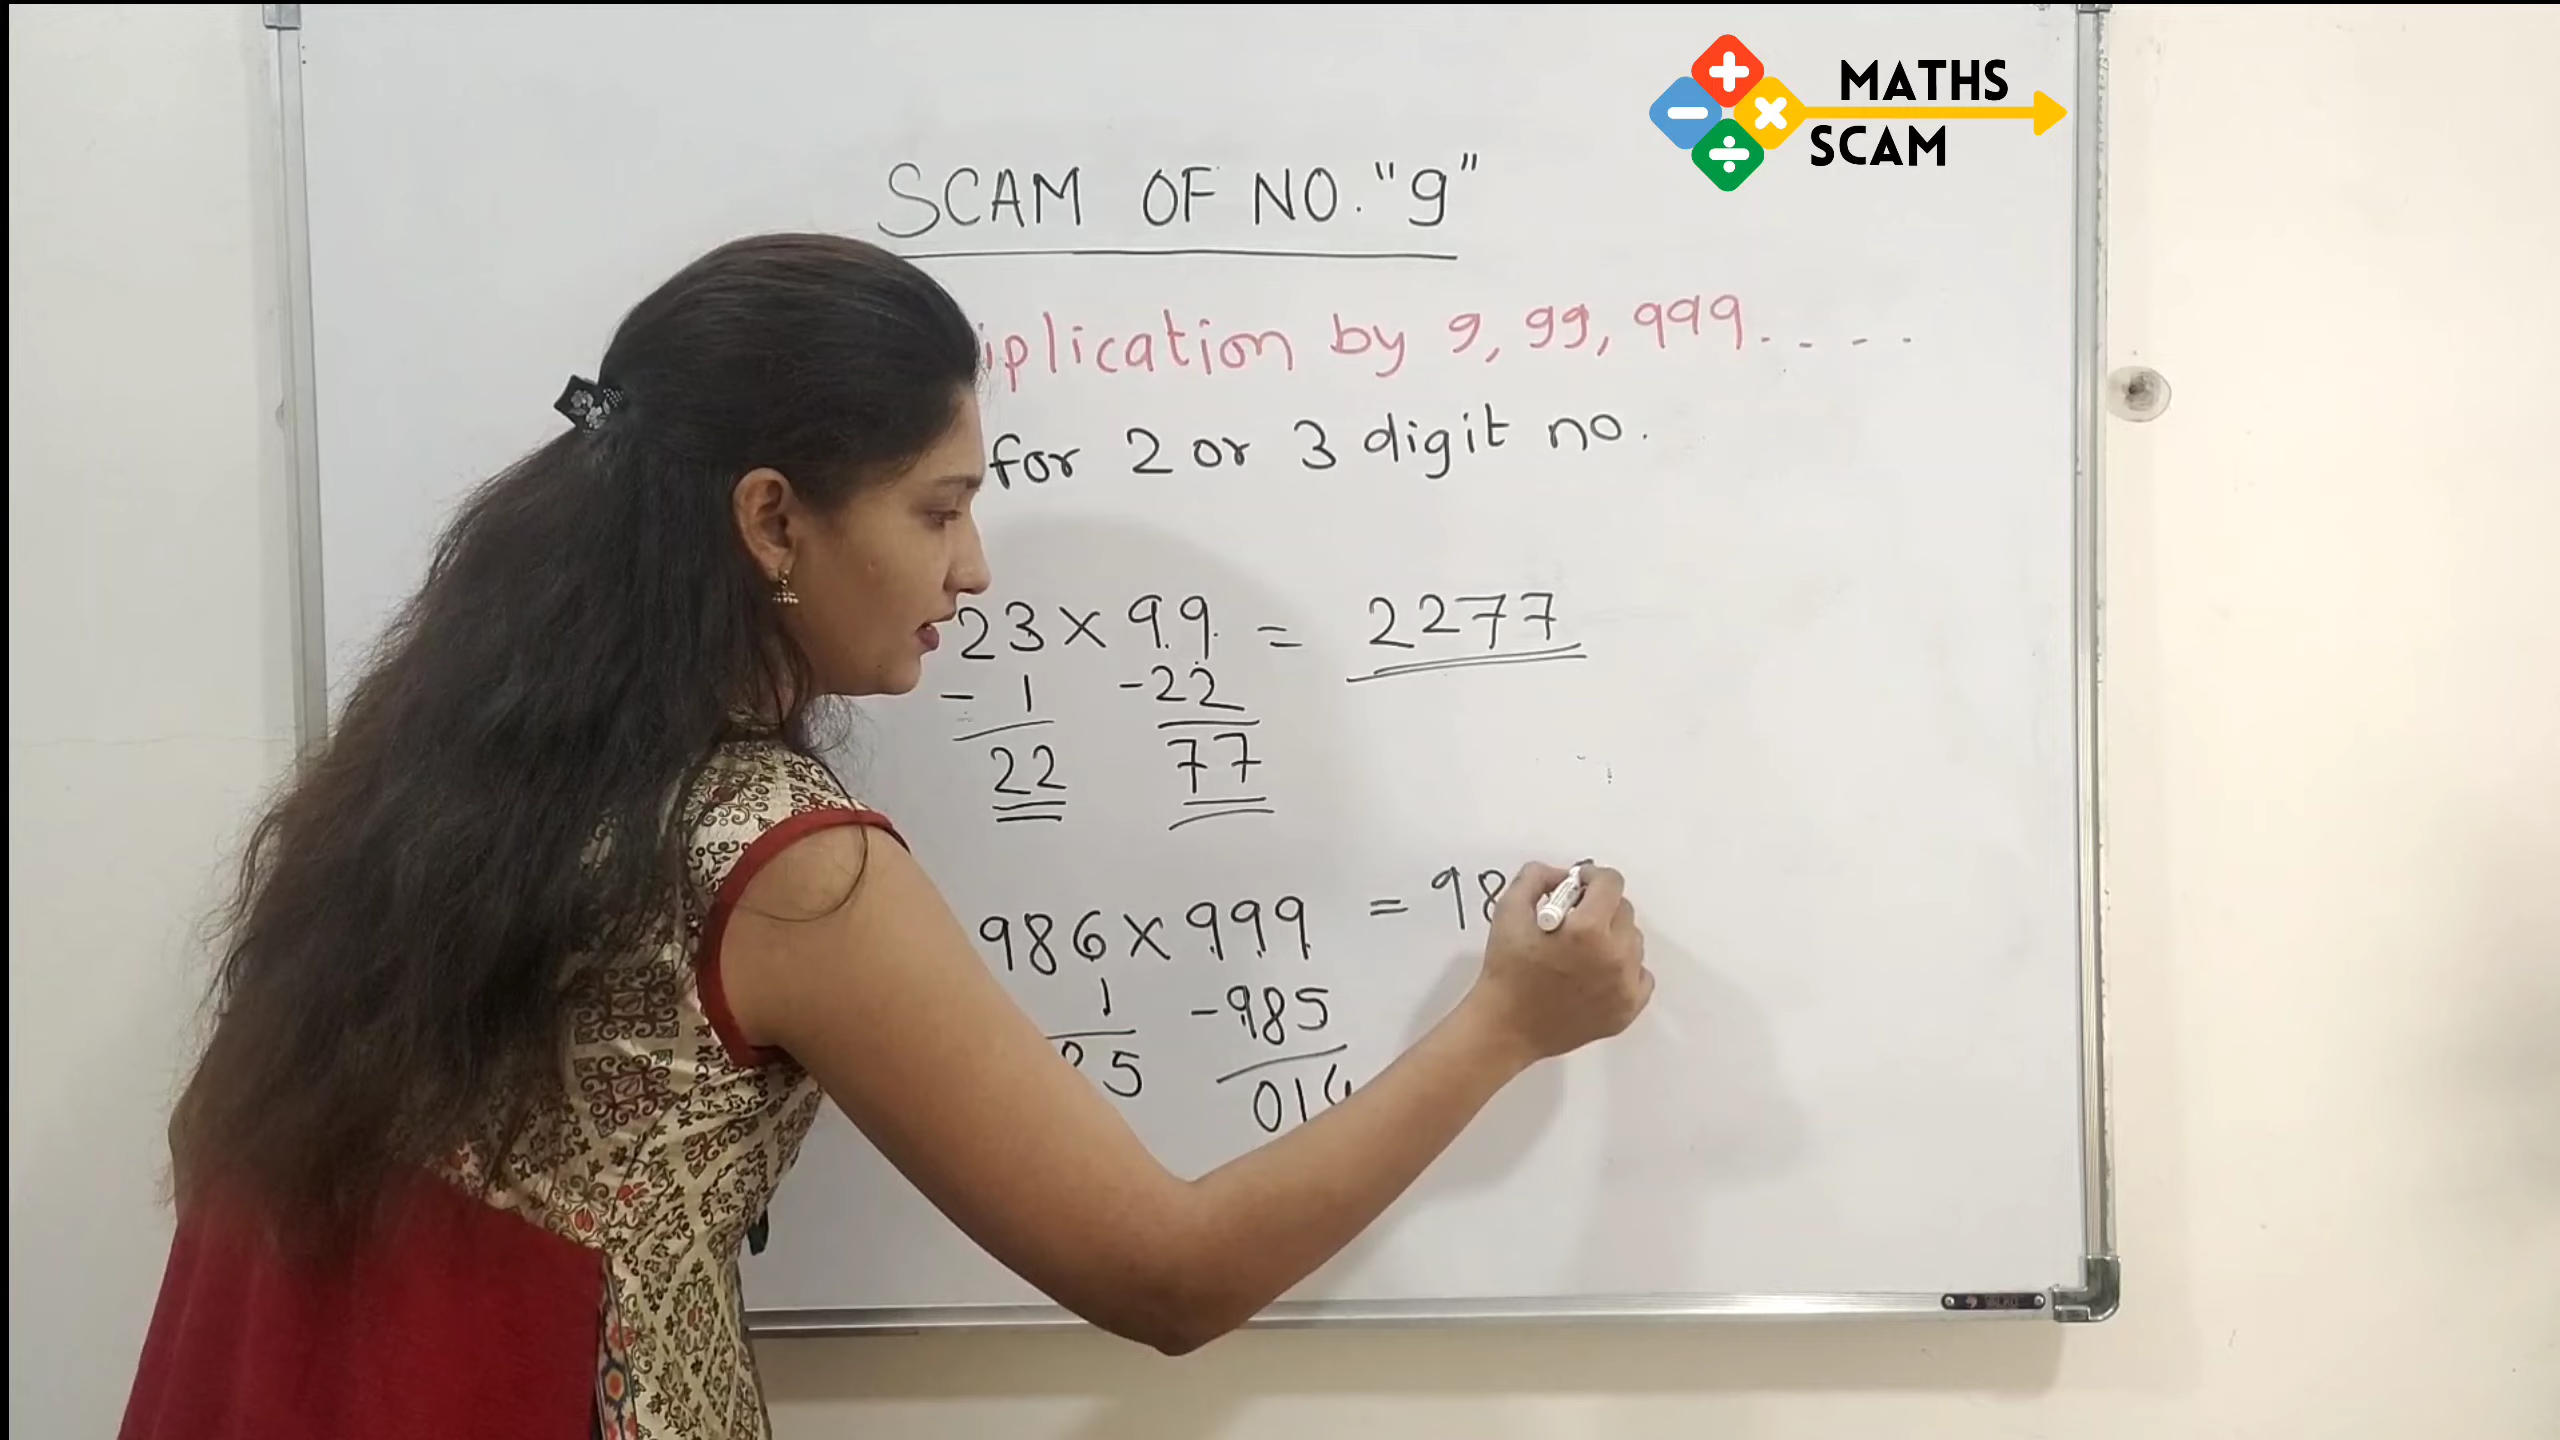 MATHS
SCAM
SCAM OF NO. "9"
iplication by 9, 99, 999. - - -
for 2 or 3 digit no.
23 × 99 = 2277
- 1 -22
22 77
986 × 999 = 98
1 -985
5 01